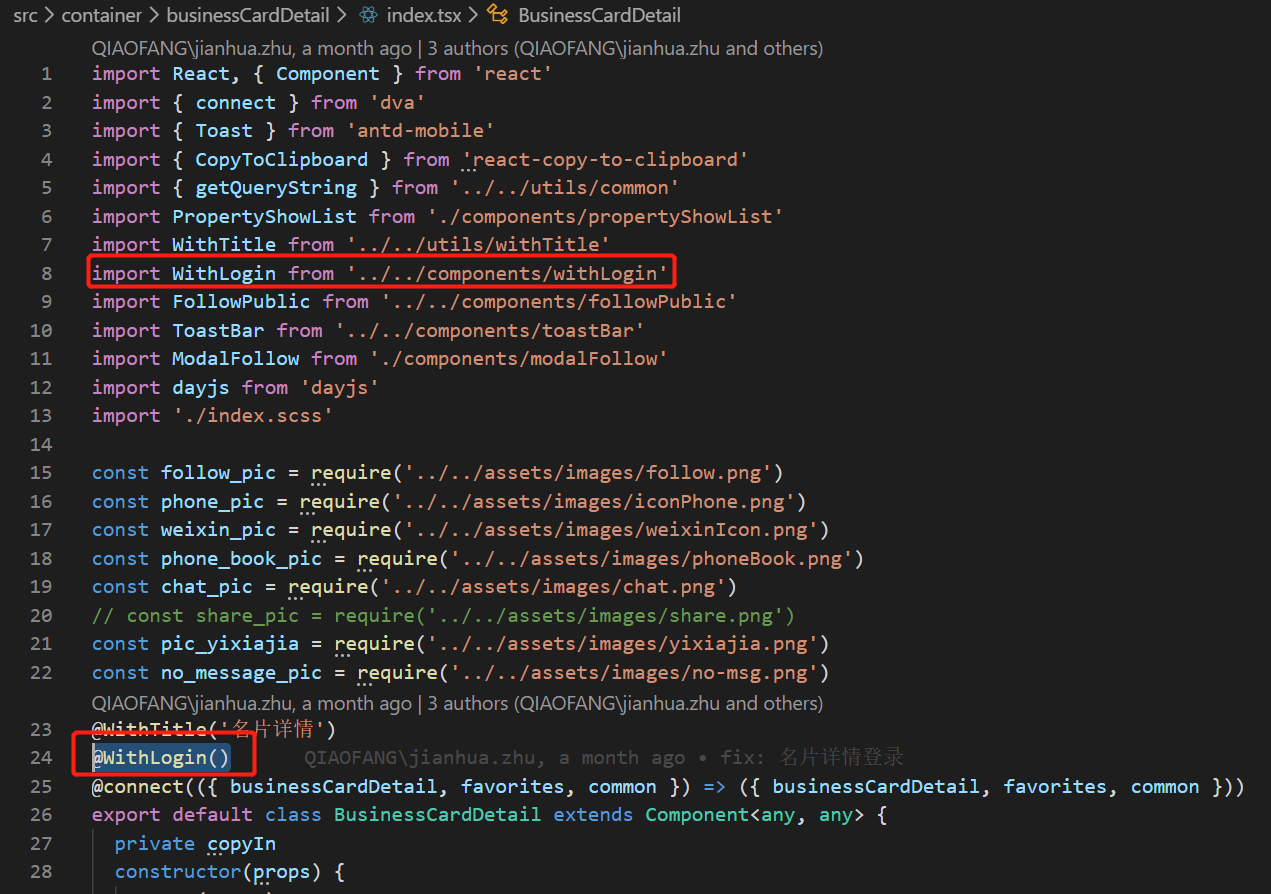 src > container > businessCardDetail > index.tsx > BusinessCardDetail
QIAOFANG\jianhua.zhu, a month ago | 3 authors (QIAOFANG\jianhua.zhu and others)
1 import React, { Component } from 'react'
2 import { connect } from 'dva'
3 import { Toast } from 'antd-mobile'
4 import { CopyToClipboard } from 'react-copy-to-clipboard'
5 import { getQueryString } from '../../utils/common'
6 import PropertyShowList from './components/propertyShowList'
7 import WithTitle from '../../utils/withTitle'
8 import WithLogin from '../../components/withLogin'
9 import FollowPublic from '../../components/followPublic'
10 import ToastBar from '../../components/toastBar'
11 import ModalFollow from './components/modalFollow'
12 import dayjs from 'dayjs'
13 import './index.scss'
14
15 const follow_pic = require('../../assets/images/follow.png')
16 const phone_pic = require('../../assets/images/iconPhone.png')
17 const weixin_pic = require('../../assets/images/weixinIcon.png')
18 const phone_book_pic = require('../../assets/images/phoneBook.png')
19 const chat_pic = require('../../assets/images/chat.png')
20 // const share_pic = require('../../assets/images/share.png')
21 const pic_yixiajia = require('../../assets/images/yixiajia.png')
22 const no_message_pic = require('../../assets/images/no-msg.png')
QIAOFANG\jianhua.zhu, a month ago | 3 authors (QIAOFANG\jianhua.zhu and others)
23 @WithTitle('名片详情')
24 @WithLogin() QIAOFANG\jianhua.zhu, a month ago • fix: 名片详情登录
25 @connect(({ businessCardDetail, favorites, common }) => ({ businessCardDetail, favorites, common }))
26 export default class BusinessCardDetail extends Component<any, any> {
27 private copyIn
28 constructor(props) {